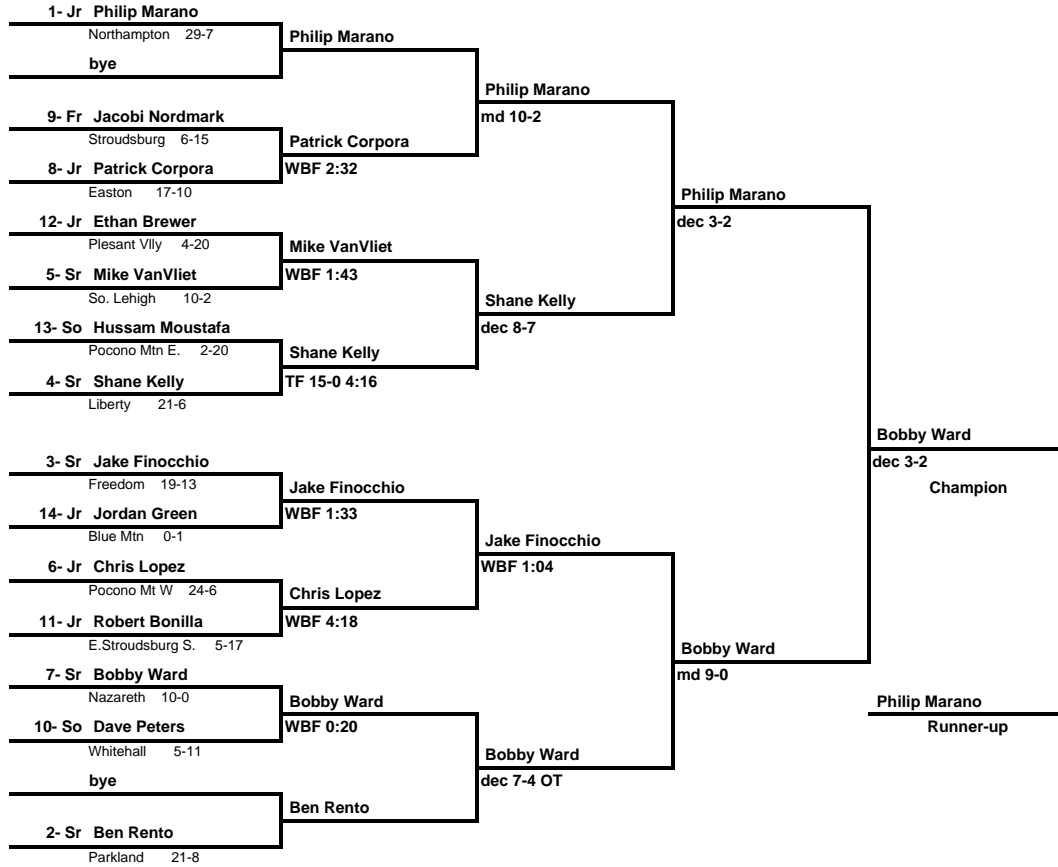 1- Jr Philip Marano
Northampton 29-7
bye
9- Fr Jacobi Nordmark
Stroudsburg 6-15
8- Jr Patrick Corpora
Easton 17-10
12- Jr Ethan Brewer
Plesant Vlly 4-20
5- Sr Mike VanVliet
So. Lehigh 10-2
13- So Hussam Moustafa
Pocono Mtn E. 2-20
4- Sr Shane Kelly
Liberty 21-6
3- Sr Jake Finocchio
Freedom 19-13
14- Jr Jordan Green
Blue Mtn 0-1
6- Jr Chris Lopez
Pocono Mt W 24-6
11- Jr Robert Bonilla
E.Stroudsburg S. 5-17
7- Sr Bobby Ward
Nazareth 10-0
10- So Dave Peters
Whitehall 5-11
bye
2- Sr Ben Rento
Parkland 21-8
Philip Marano
Patrick Corpora
WBF 2:32
Mike VanVliet
WBF 1:43
Shane Kelly
TF 15-0 4:16
Jake Finocchio
WBF 1:33
Chris Lopez
WBF 4:18
Bobby Ward
WBF 0:20
Ben Rento
Philip Marano
md 10-2
Shane Kelly
dec 8-7
Jake Finocchio
WBF 1:04
Bobby Ward
dec 7-4 OT
Philip Marano
dec 3-2
Bobby Ward
md 9-0
Bobby Ward
dec 3-2
Champion
Philip Marano
Runner-up